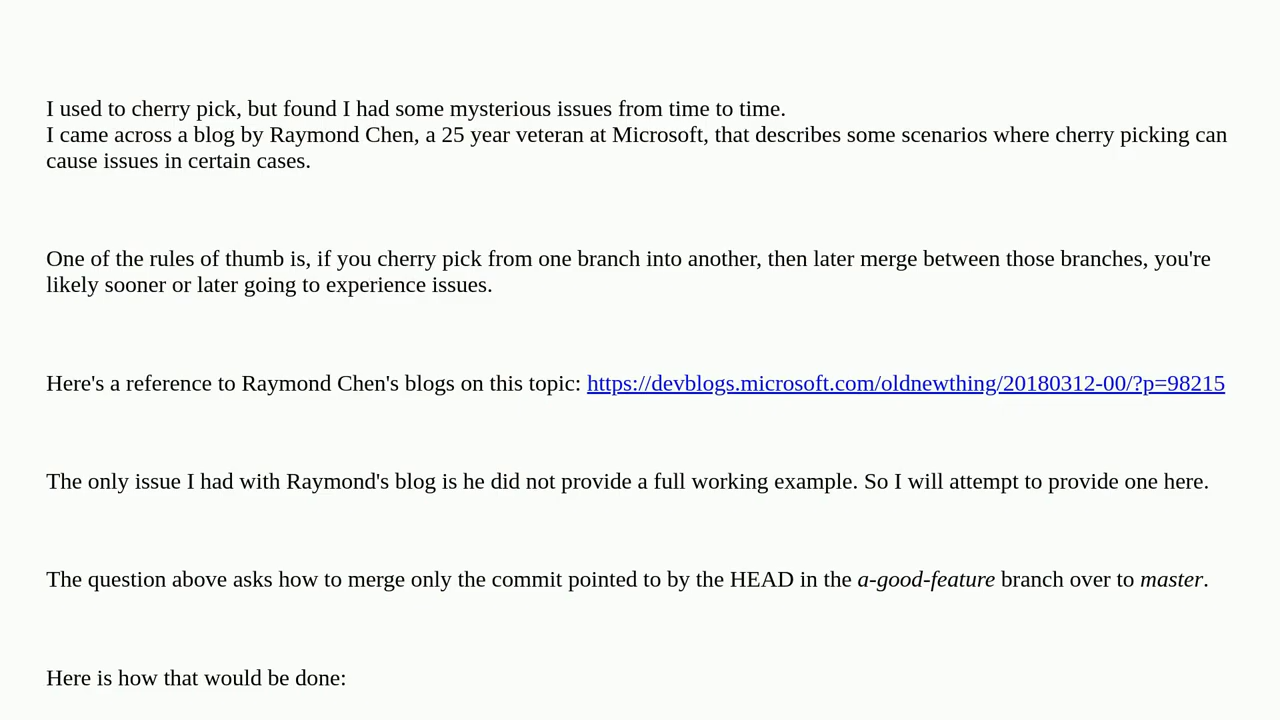 I used to cherry pick, but found I had some mysterious issues from time to time.
I came across a blog by Raymond Chen, a 25 year veteran at Microsoft, that describes some scenarios where cherry picking can
cause issues in certain cases.
One of the rules of thumb is, if you cherry pick from one branch into another, then later merge between those branches, you're
likely sooner or later going to experience issues.
Here's a reference to Raymond Chen's blogs on this topic: https://devblogs.microsoft.com/oldnewthing/20180312-00/?p=98215
The only issue I had with Raymond's blog is he did not provide a full working example. So I will attempt to provide one here.
The question above asks how to merge only the commit pointed to by the HEAD in the a-good-feature branch over to master.
Here is how that would be done: